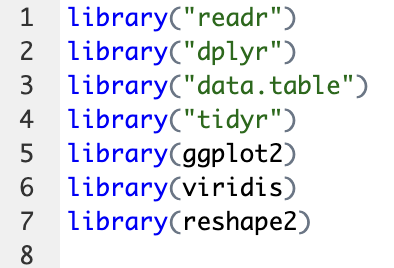 1 library("readr")
2 library("dplyr")
3 library("data.table")
4 library("tidyr")
5 library(ggplot2)
6 library(viridis)
7 library(reshape2)
8